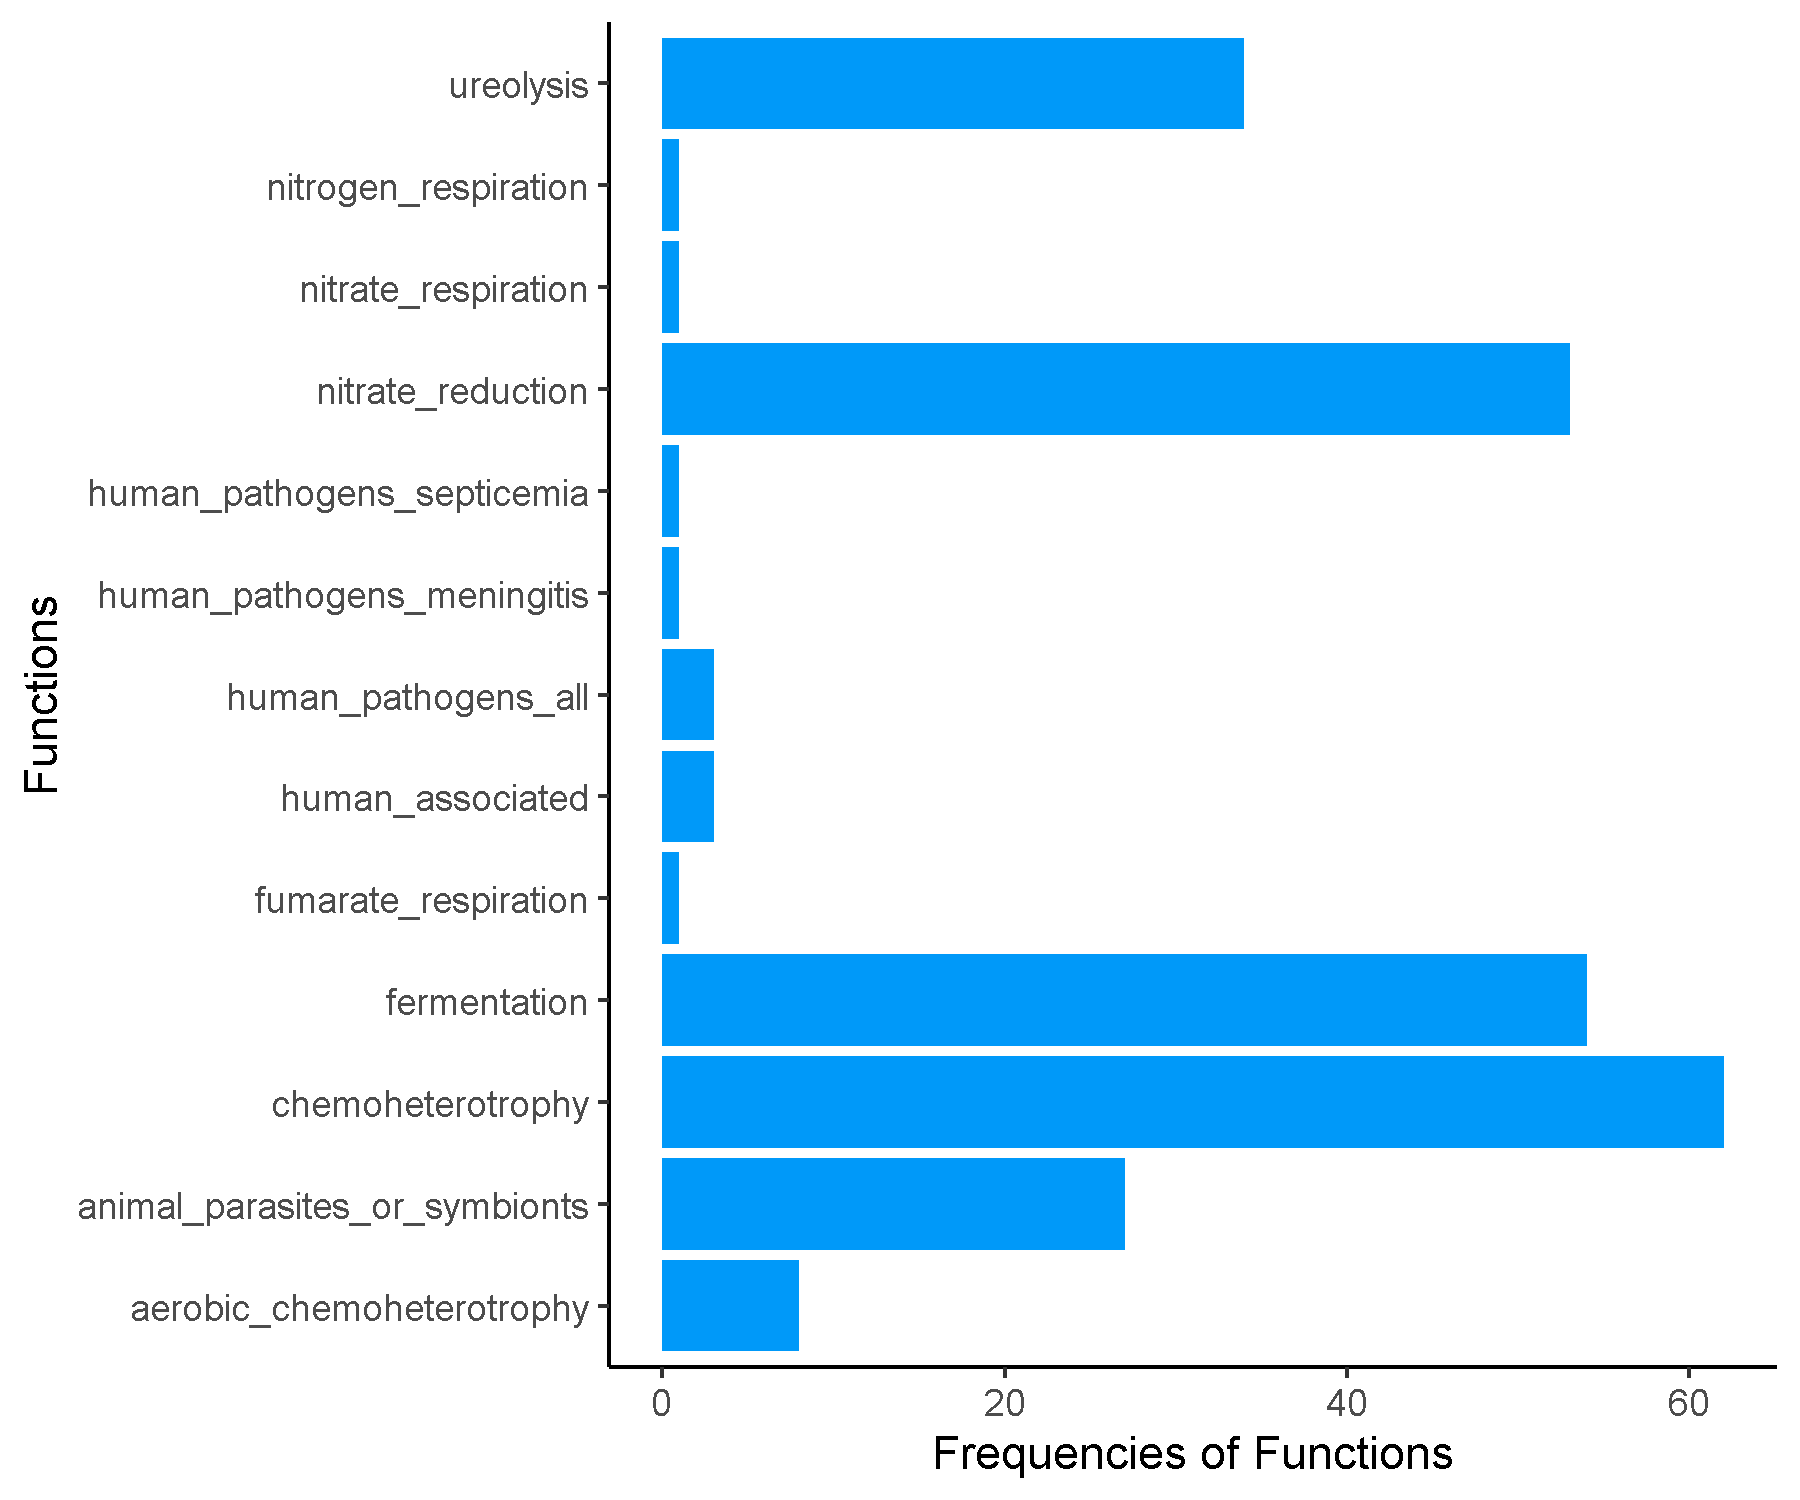 ureolysis
nitrogen_respiration
nitrate_respiration
nitrate_reduction
human_pathogens_septicemia
human_pathogens_meningitis
human_pathogens_all
human_associated
fumarate_respiration
fermentation
chemoheterotrophy
animal_parasites_or_symbionts
aerobic_chemoheterotrophy
Functions
0 20 40 60
Frequencies of Functions